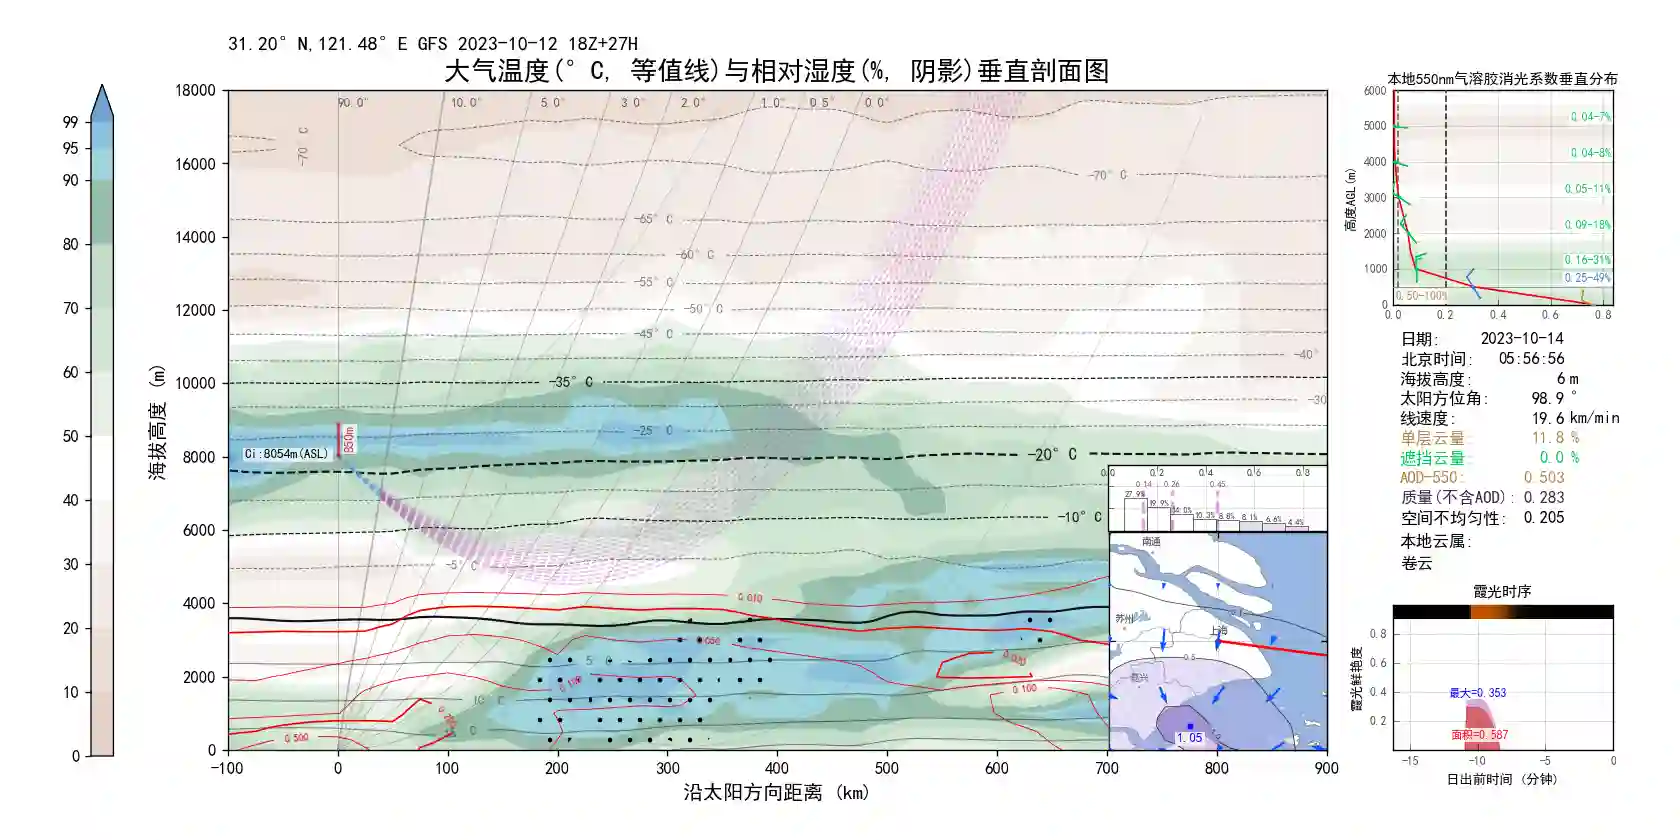 31.20° N,121.48° E GFS 2023-10-12 18Z+27H
大气温度(° C, 等值线)与相对湿度(%, 阴影)垂直剖面图
99
95
90
80
70
60
50
40
30
20
10
0
海拔高度 (m)
18000
16000
14000
12000
10000
8000
6000
4000
2000
0
90.0° 10.0° 5.0° 3.0° 2.0° 1.0° 0.5° 0.0°
-70° C
-70° C
-65° C
-60° C
-55° C
-50° C
-45° C
-40°
-35° C
-30
-25° C
-20° C
-10° C
-5° C
Ci:8054m(ASL)
850m
0.010
0.100
0.100
0.500
-100 0 100 200 300 400 500 600 700 800 900
沿太阳方向距离 (km)
0.0 0.2 0.4 0.6 0.8
0.14 0.26 0.45
27.9% 19.9% 14.0% 10.3% 8.8% 8.1% 6.6% 4.4%
南通
苏州
上海
嘉兴
0.5
1.05
本地550nm气溶胶消光系数垂直分布
高度AGL(m)
6000
5000
4000
3000
2000
1000
0
0.04-7%
0.04-8%
0.05-11%
0.09-18%
0.16-31%
0.25-49%
0.50-100%
0.0 0.2 0.4 0.6 0.8
日期: 2023-10-14
北京时间: 05:56:56
海拔高度: 6 m
太阳方位角: 98.9 °
线速度: 19.6 km/min
单层云量: 11.8 %
遮挡云量: 0.0 %
AOD-550: 0.503
质量(不含AOD): 0.283
空间不均匀性: 0.205
本地云属:
卷云
霞光时序
霞光鲜艳度
0.8
0.6
0.4
0.2
最大=0.353
面积=0.587
-15 -10 -5 0
日出前时间 (分钟)